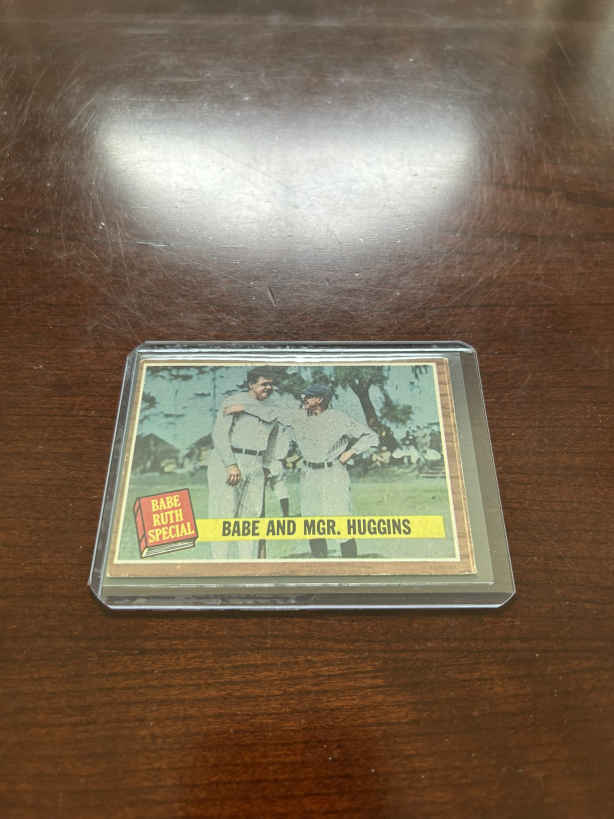 BABE
RUTH
SPECIAL
BABE AND MGR. HUGGINS